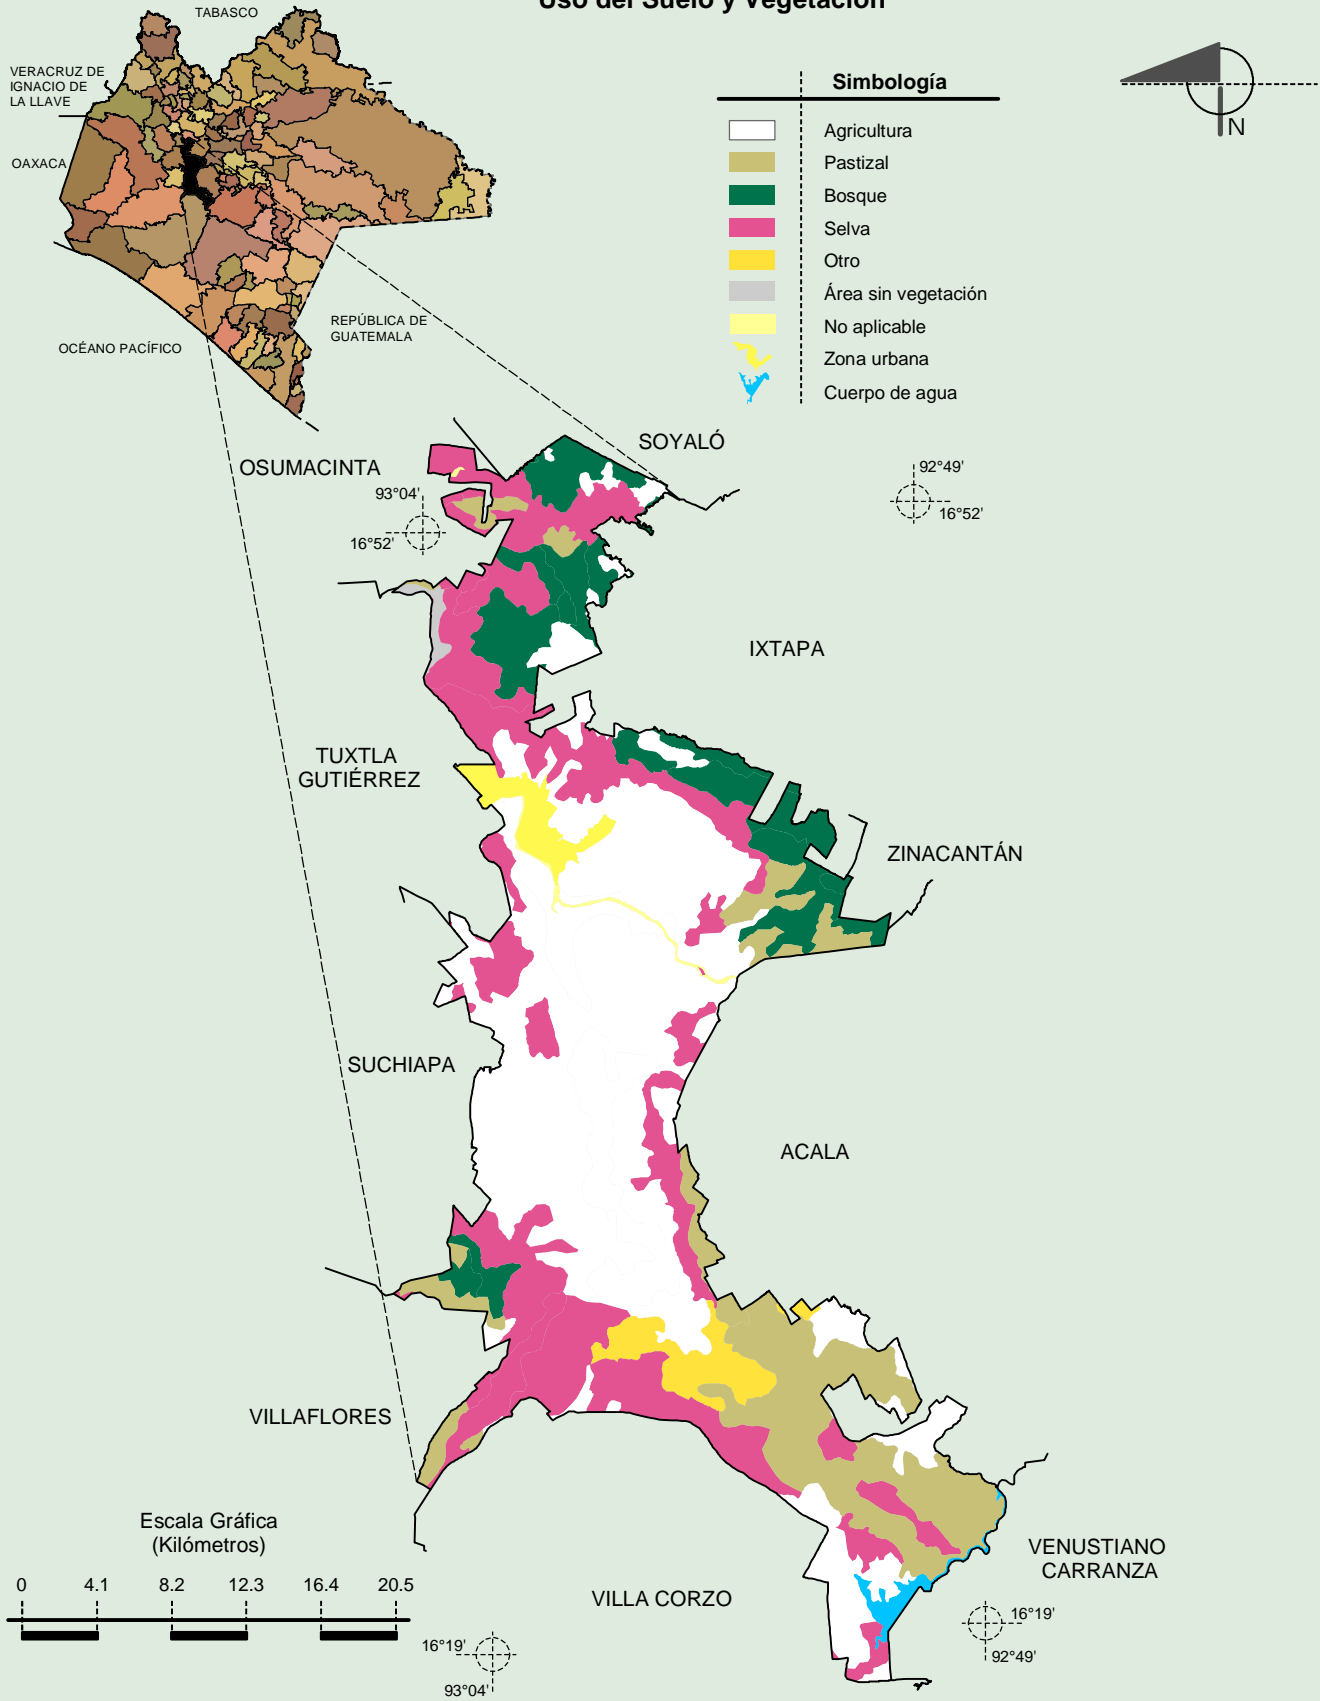 Uso del Suelo y Vegetación
TABASCO
VERACRUZ DE
IGNACIO DE
LA LLAVE
OAXACA
OCÉANO PACÍFICO
REPÚBLICA DE
GUATEMALA
Simbología
Agricultura
Pastizal
Bosque
Selva
Otro
Área sin vegetación
No aplicable
Zona urbana
Cuerpo de agua
N
SOYALÓ
OSUMACINTA
93°04'
16°52'
92°49'
16°52'
IXTAPA
TUXTLA
GUTIÉRREZ
ZINACANTÁN
SUCHIAPA
ACALA
VILLAFLORES
VENUSTIANO
CARRANZA
VILLA CORZO
Escala Gráfica
(Kilómetros)
0 4.1 8.2 12.3 16.4 20.5
16°19'
93°04'
16°19'
92°49'